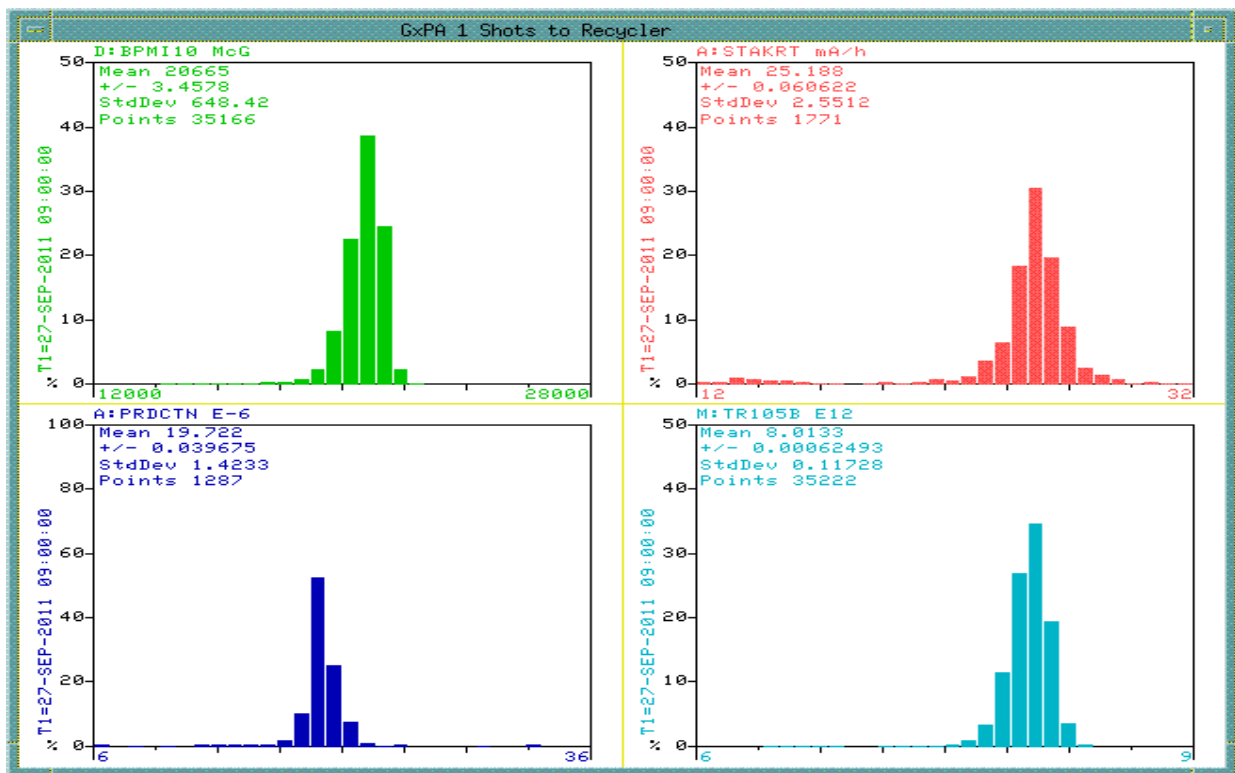 GxPA 1 Shots to Recycler
D:BPMI10 McG
Mean 20665
+/- 3.4578
StdDev 648.42
Points 35166
50
40
30
20
10
% 0
T1=27-SEP-2011 09:00:00
12000 28000
A:STAKRT mA/h
Mean 25.188
+/- 0.060622
StdDev 2.5512
Points 1771
50
40
30
20
10
% 0
T1=27-SEP-2011 09:00:00
12 32
A:PRDCTN E-6
Mean 19.722
+/- 0.039675
StdDev 1.4233
Points 1287
100
80
60
40
20
% 0
T1=27-SEP-2011 09:00:00
6 36
M:TR105B E12
Mean 8.0133
+/- 0.00062493
StdDev 0.11728
Points 35222
50
40
30
20
10
% 0
T1=27-SEP-2011 09:00:00
6 9